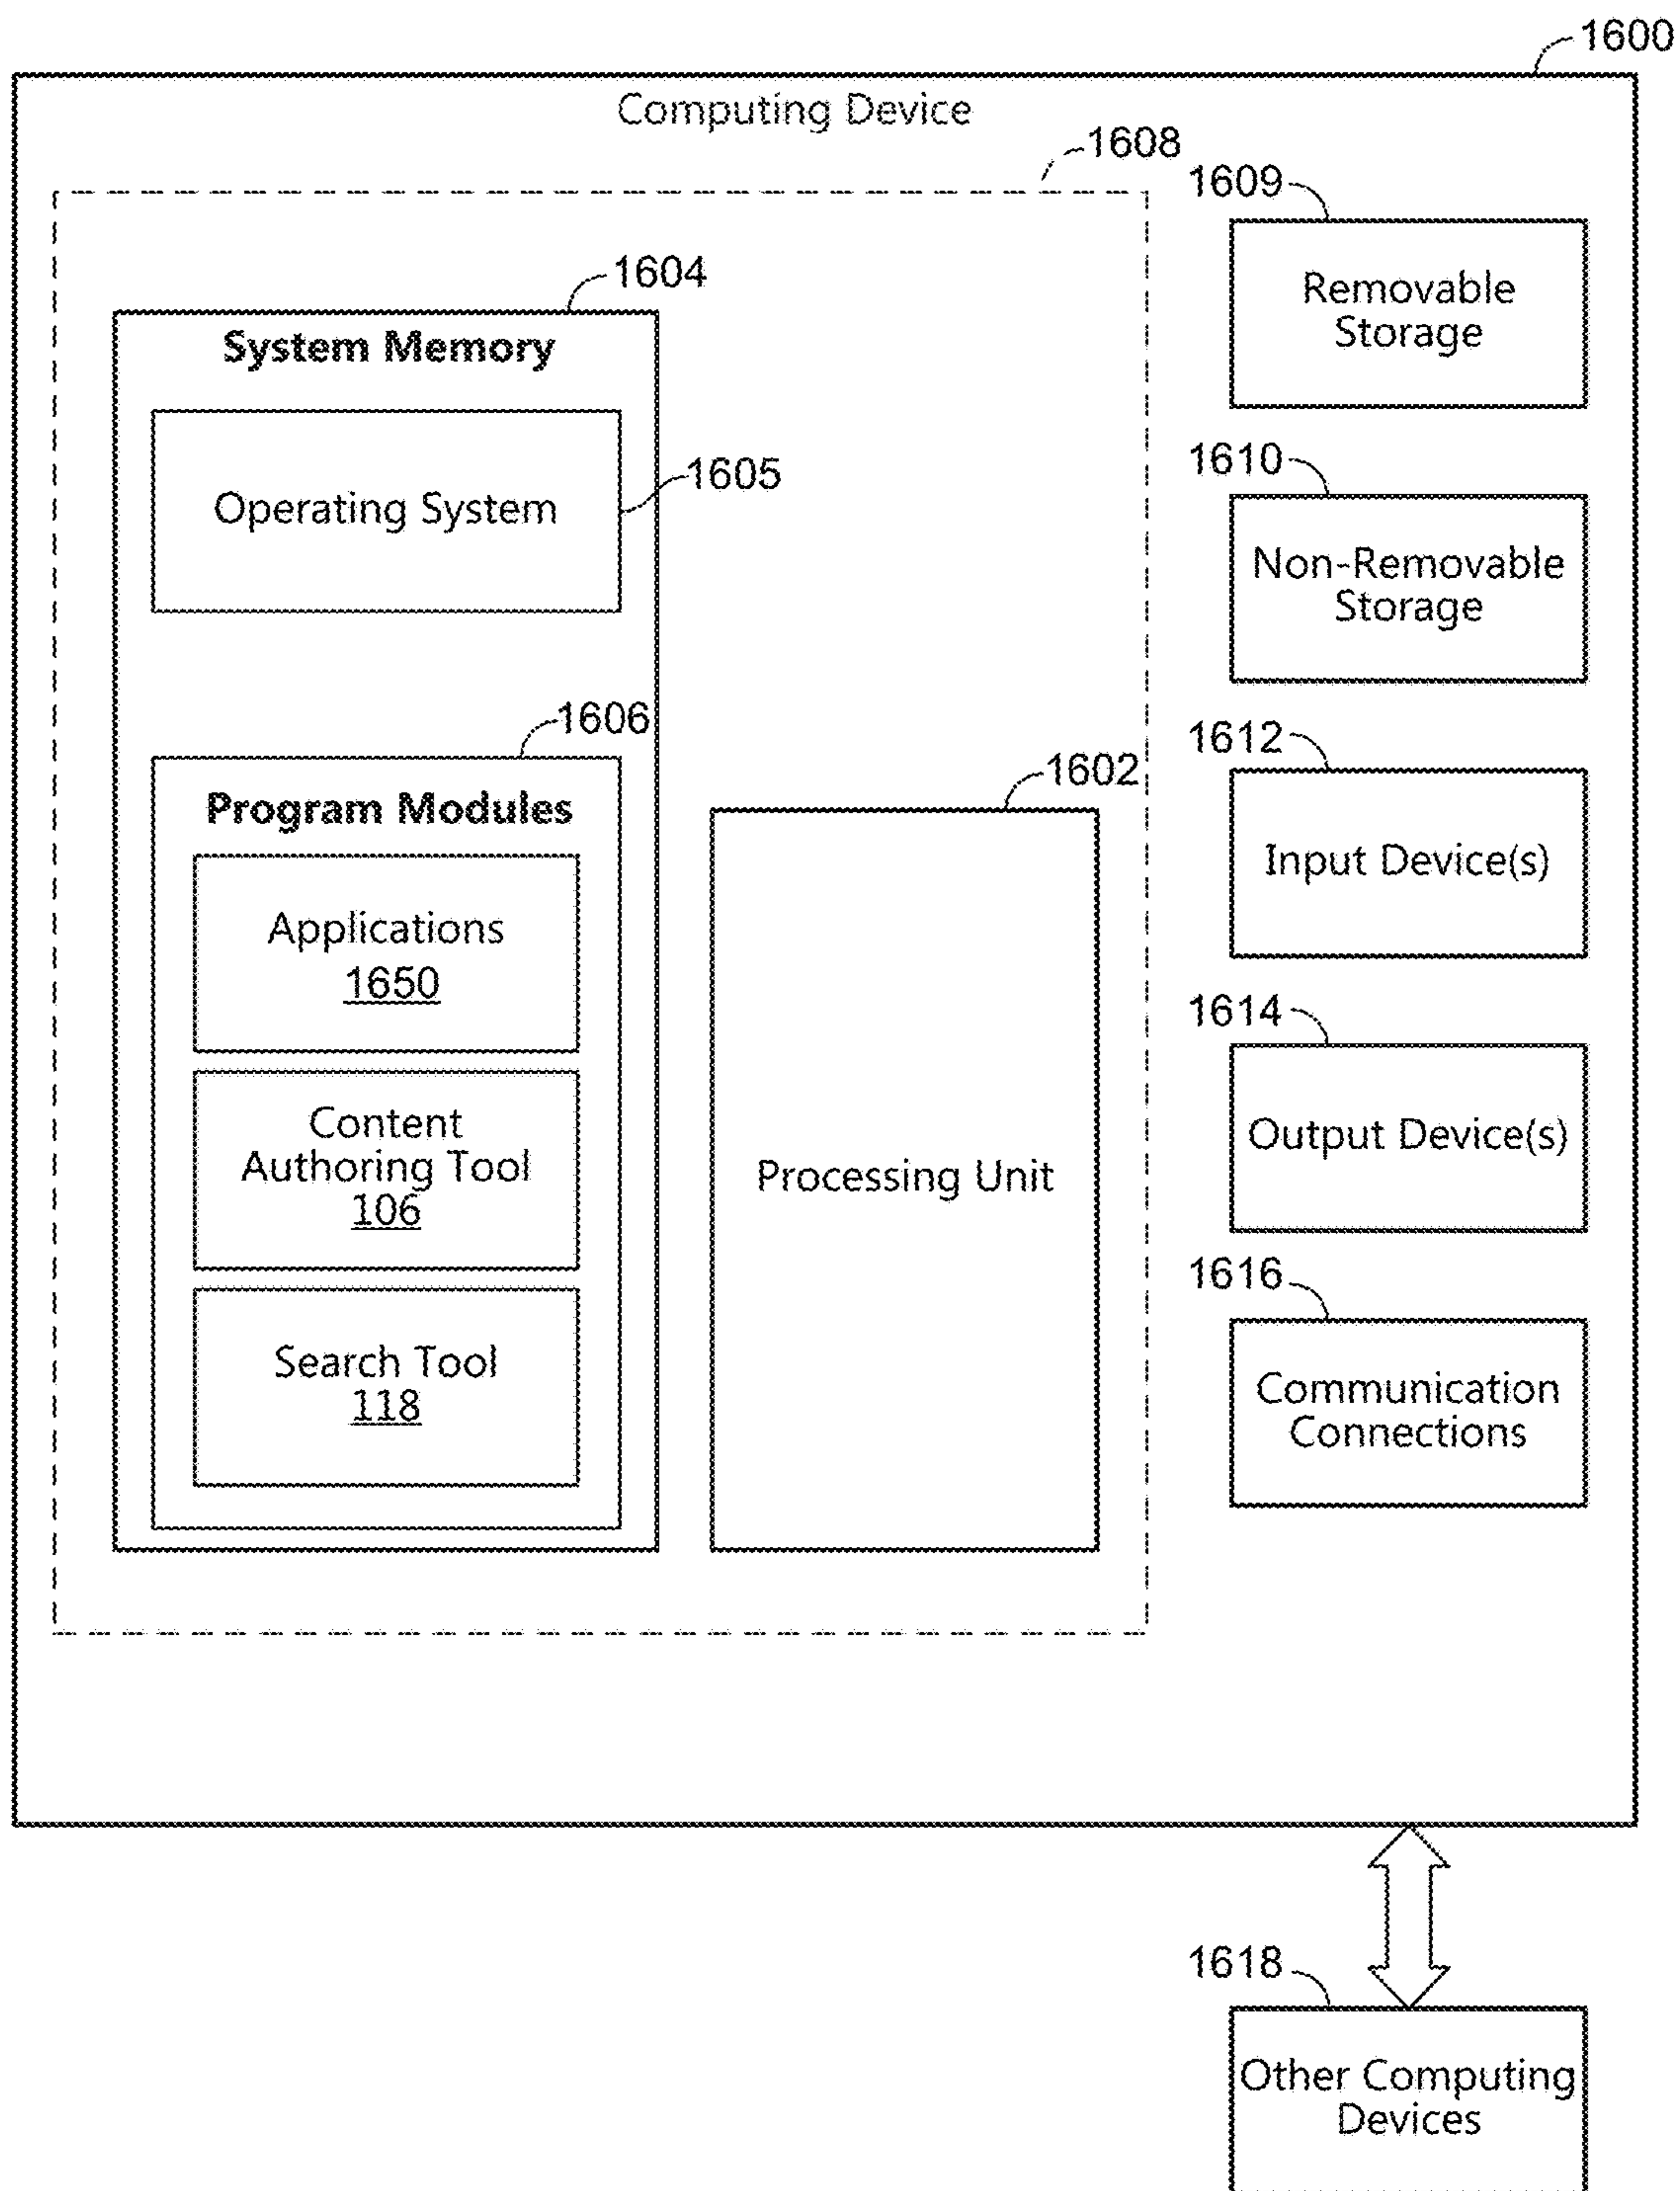 1600
Computing Device
1608
1609
Removable
Storage
1604
System Memory
Operating System
1605
1610
Non-Removable
Storage
1606
Program Modules
Applications
1650
Content
Authoring Tool
106
Search Tool
118
1602
Processing Unit
1612
Input Device(s)
1614
Output Device(s)
1616
Communication
Connections
1618
Other Computing
Devices